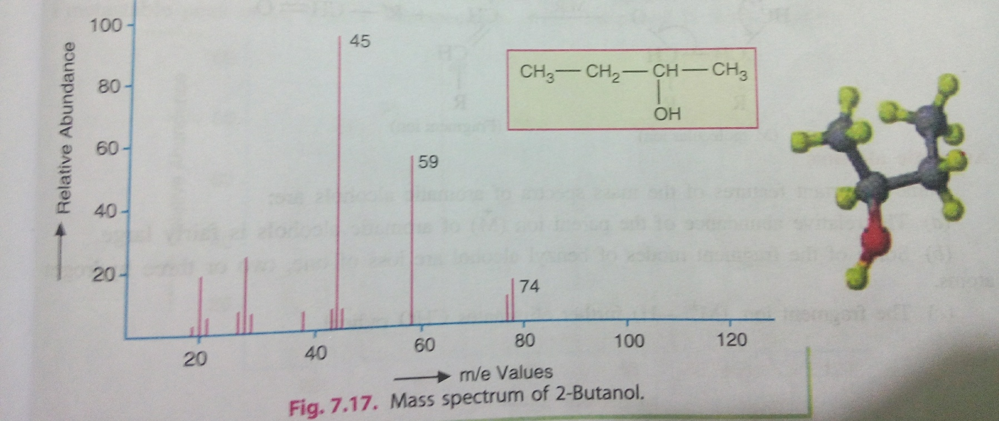 100
80
60
40
20
Relative Abundance
45
59
74
CH₃—CH₂—CH—CH₃
|
OH
20 40 60 80 100 120
m/e Values
Fig. 7.17. Mass spectrum of 2-Butanol.